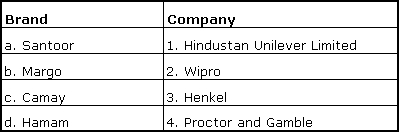 Brand Company
a. Santoor 1. Hindustan Unilever Limited
b. Margo 2. Wipro
c. Camay 3. Henkel
d. Hamam 4. Proctor and Gamble